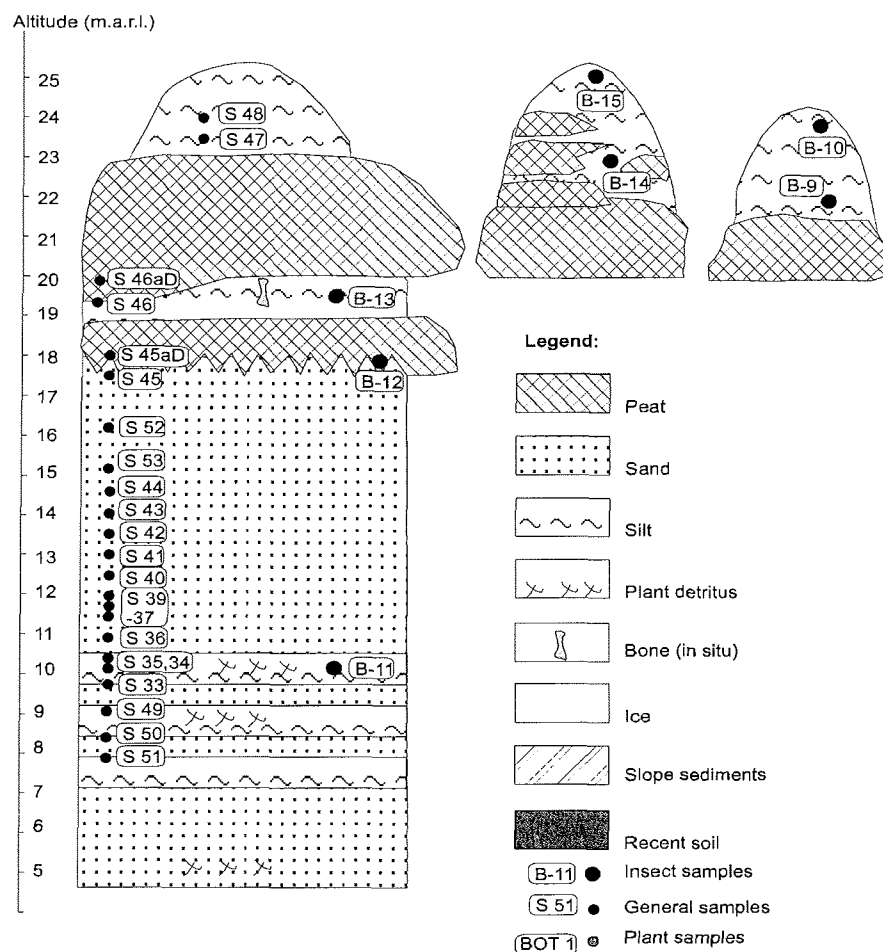 Altitude (m.a.r.l.)
25
24
23
22
21
20
19
18
17
16
15
14
13
12
11
10
9
8
7
6
5
S 48
S 47
S 46aD
S 46
B-13
S 45aD
S 45
B-12
S 52
S 53
S 44
S 43
S 42
S 41
S 40
S 39
-37
S 36
S 35,34
B-11
S 33
S 49
S 50
S 51
B-15
B-14
B-10
B-9
Legend:
Peat
Sand
Silt
Plant detritus
Bone (in situ)
Ice
Slope sediments
Recent soil
B-11 Insect samples
S 51 General samples
BOT 1 Plant samples